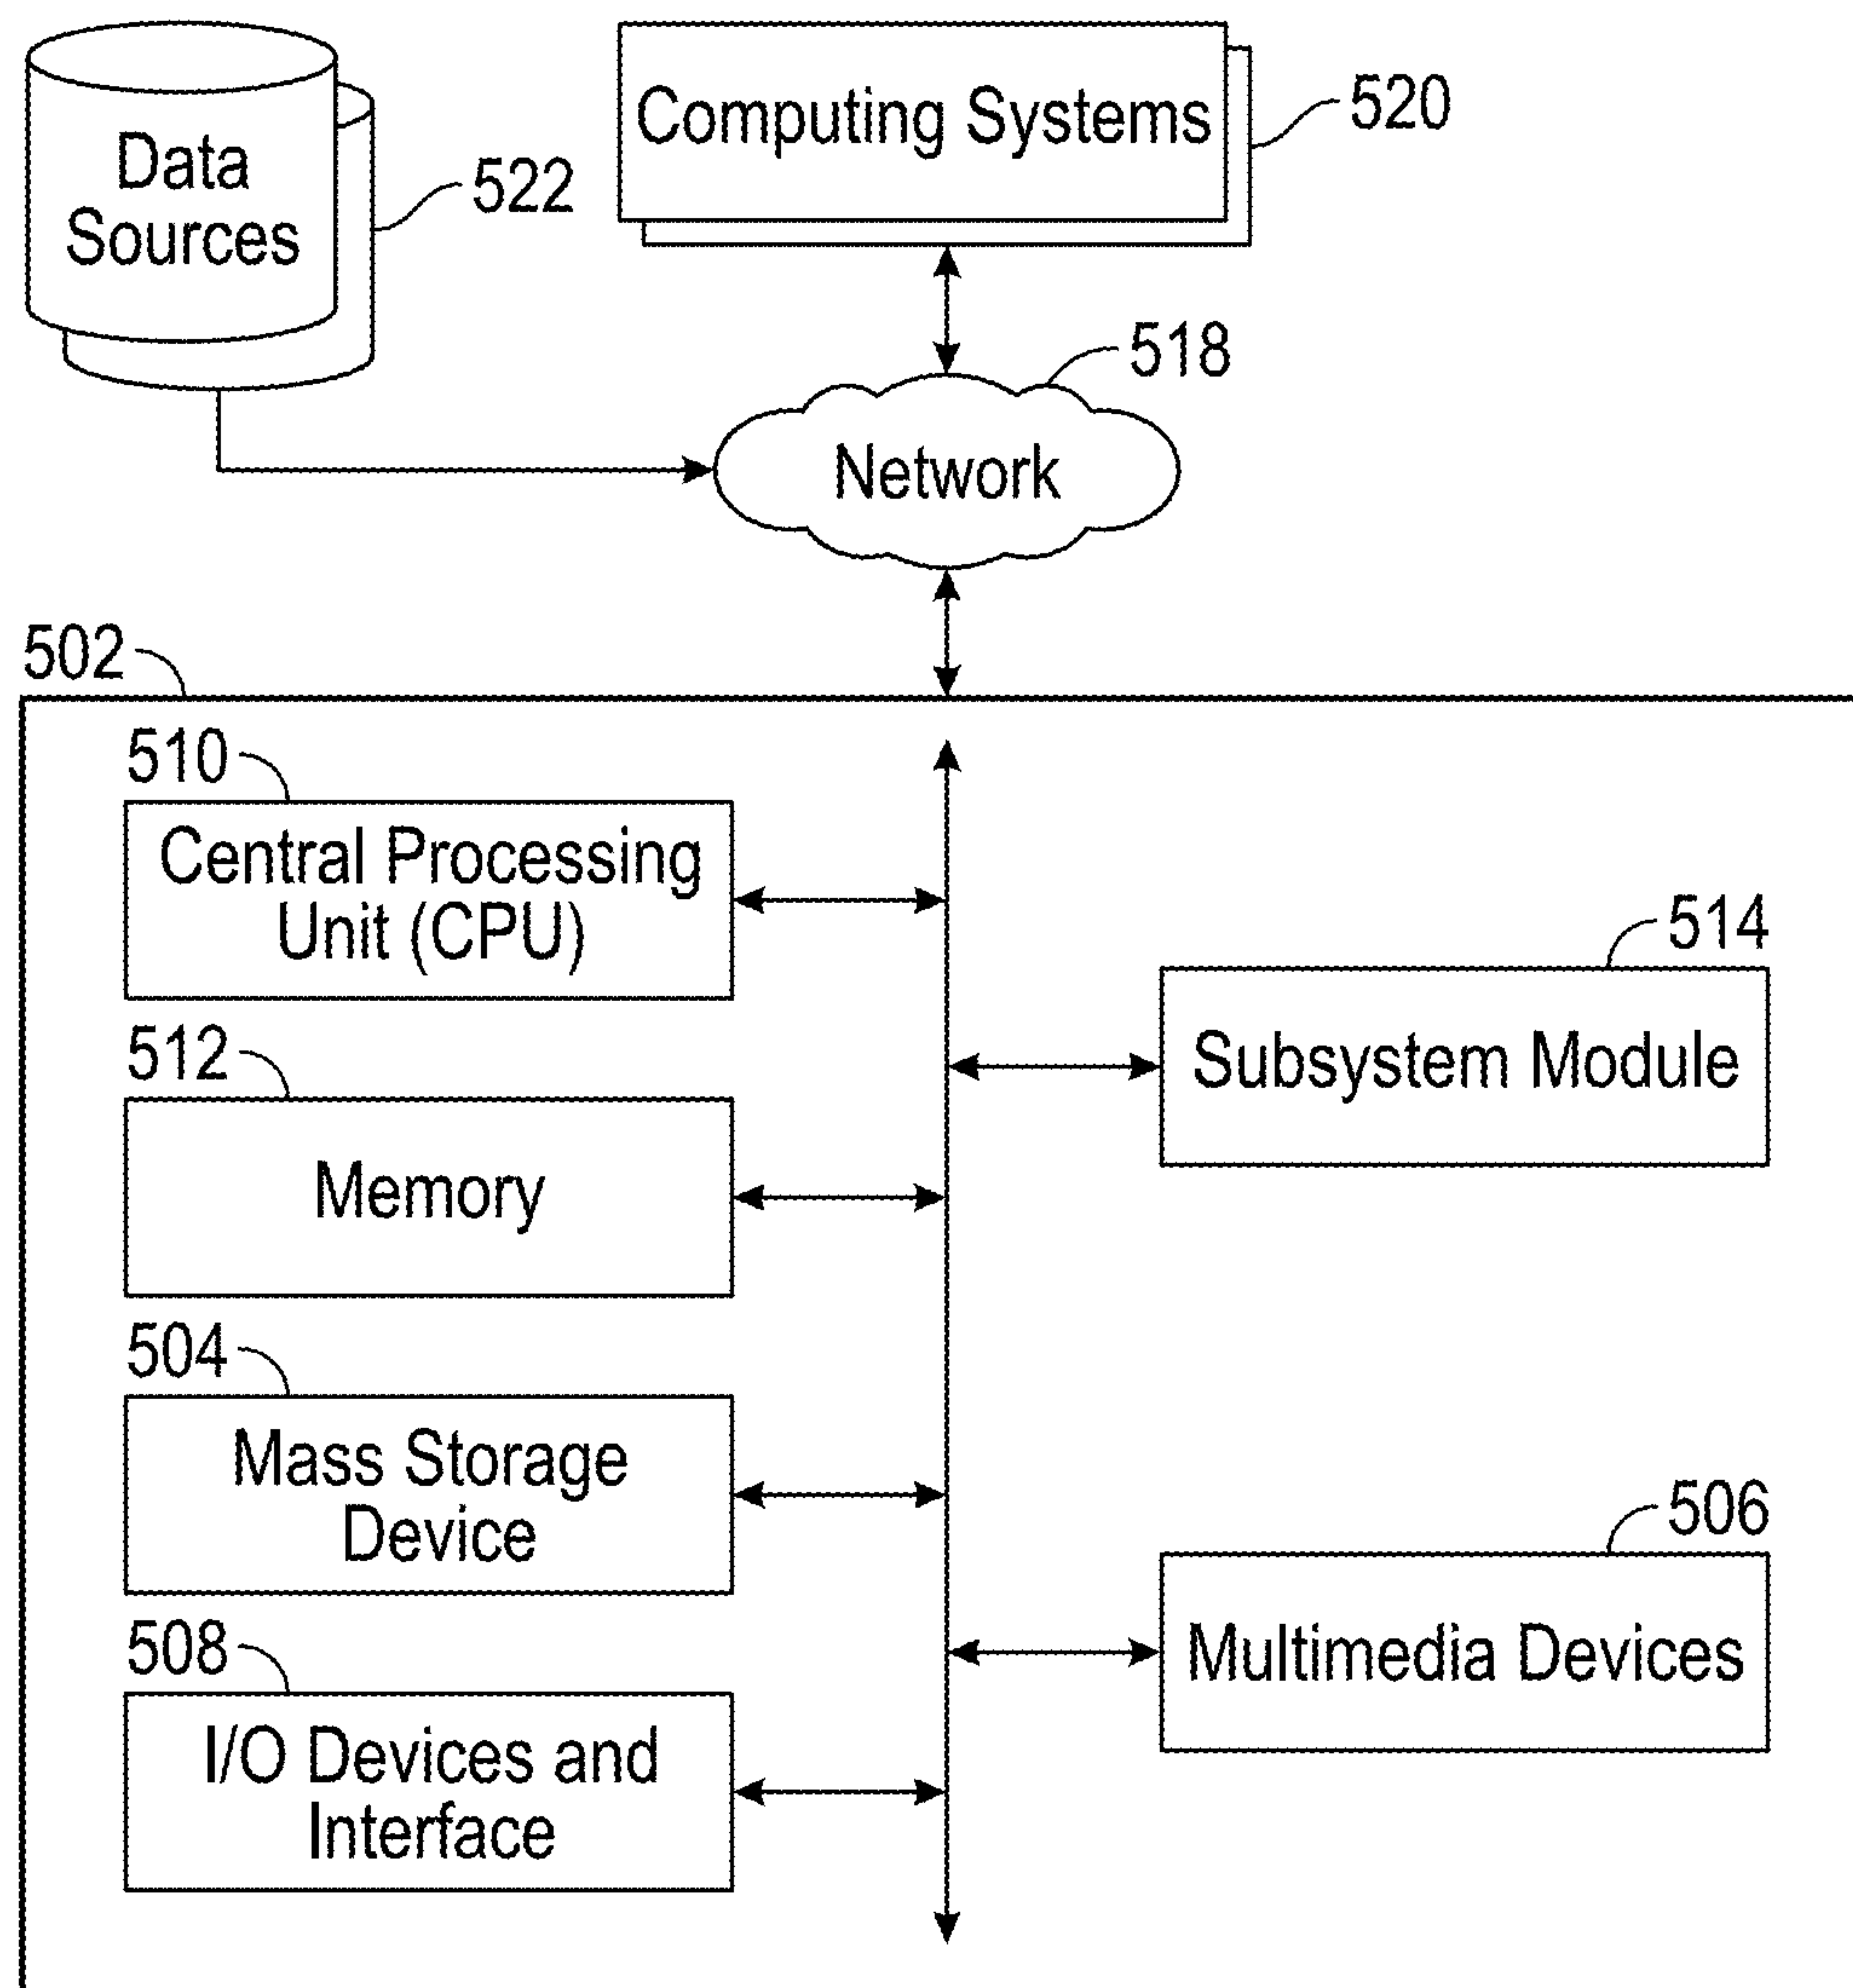 Data
Sources
522
Computing Systems
520
518
Network
502
510
Central Processing
Unit (CPU)
514
Subsystem Module
512
Memory
504
Mass Storage
Device
506
Multimedia Devices
508
I/O Devices and
Interface